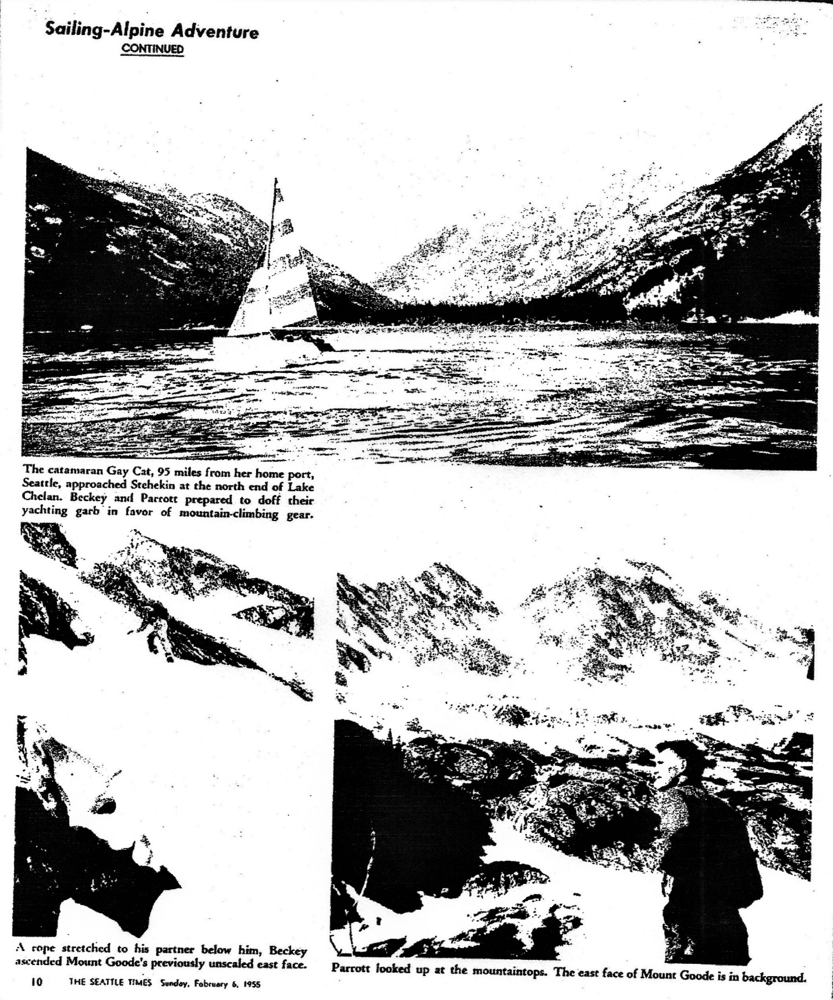 Sailing-Alpine Adventure
CONTINUED
The catamaran Gay Cat, 95 miles from her home port,
Seattle, approached Stehekin at the north end of Lake
Chelan. Beckey and Parrott prepared to doff their
yachting garb in favor of mountain-climbing gear.
A rope stretched to his partner below him, Beckey
ascended Mount Goode's previously unscaled east face.
Parrott looked up at the mountaintops. The east face of Mount Goode is in background.
10 THE SEATTLE TIMES Sunday, February 6, 1955